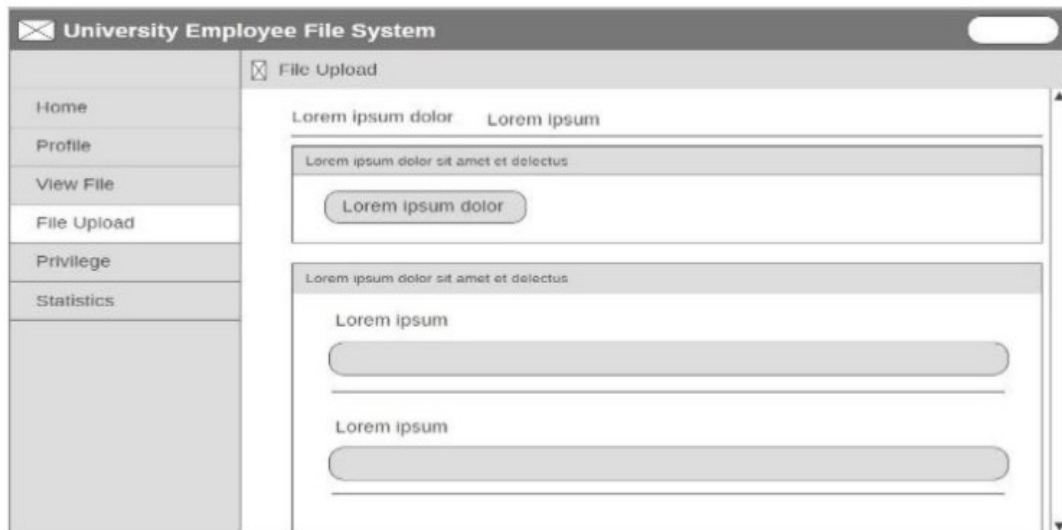 University Employee File System
File Upload
Home
Profile
View File
File Upload
Privilege
Statistics
Lorem ipsum dolor Lorem ipsum
Lorem ipsum dolor sit amet et delectus
Lorem ipsum dolor
Lorem ipsum dolor sit amet et delectus
Lorem ipsum
Lorem ipsum